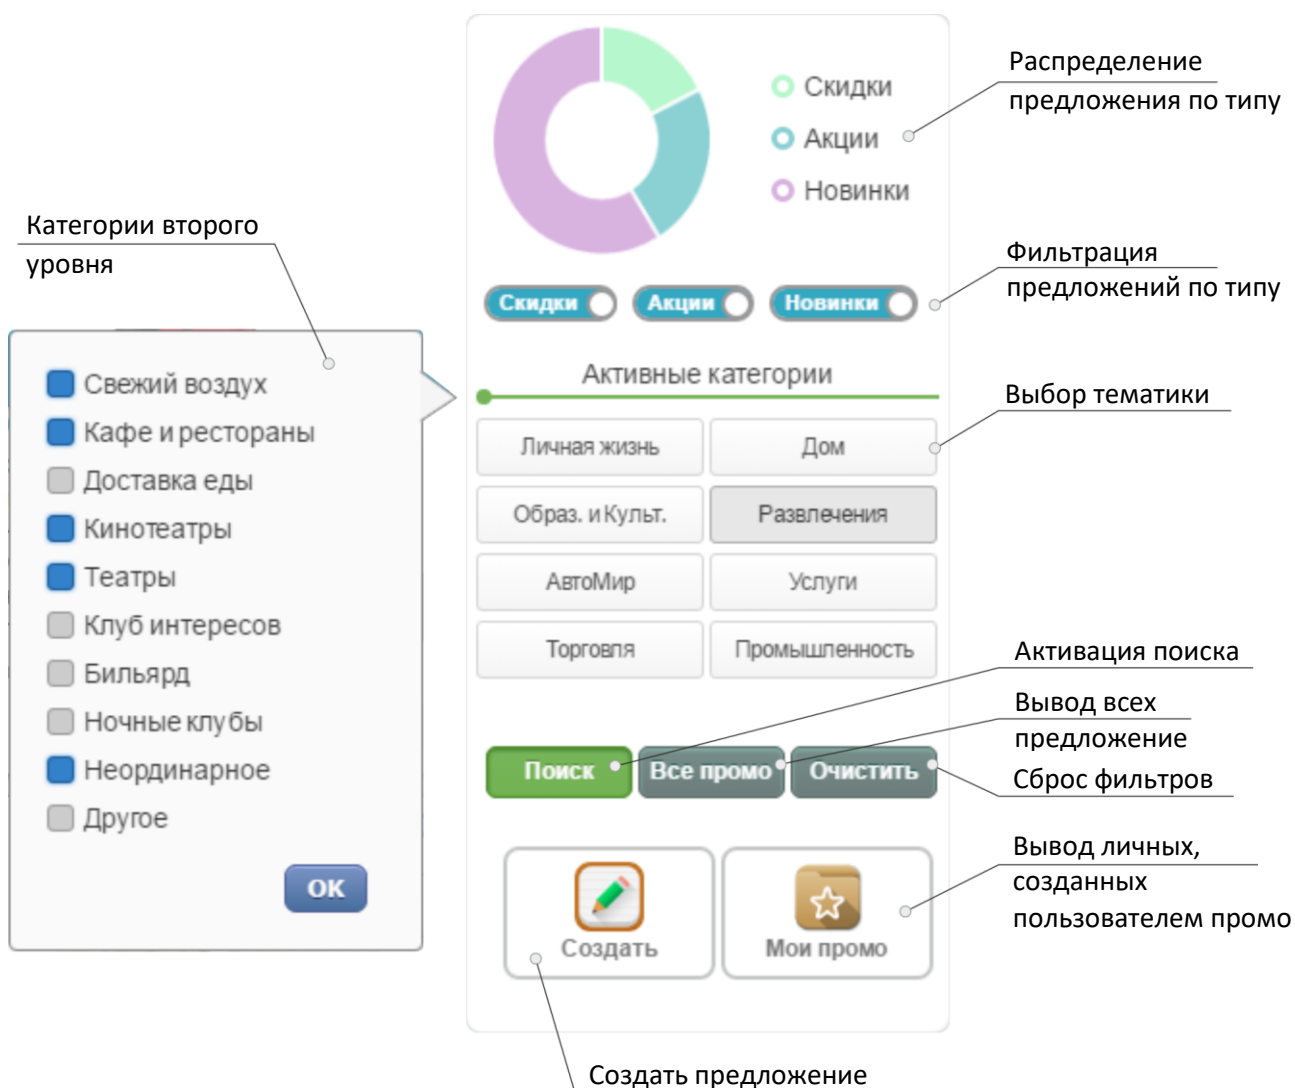 Распределение
предложения по типу
Скидки
Акции
Новинки
Категории второго
уровня
Фильтрация
предложений по типу
Скидки
Акции
Новинки
Активные категории
Выбор тематики
Свежий воздух
Кафе и рестораны
Доставка еды
Кинотеатры
Театры
Клуб интересов
Бильярд
Ночные клубы
Неординарное
Другое
ОК
Личная жизнь
Дом
Образ. и Культ.
Развлечения
АвтоМир
Услуги
Торговля
Промышленность
Активация поиска
Вывод всех
предложение
Сброс фильтров
Поиск
Все промо
Очистить
Вывод личных,
созданных
пользователем промо
Создать
Мои промо
Создать предложение